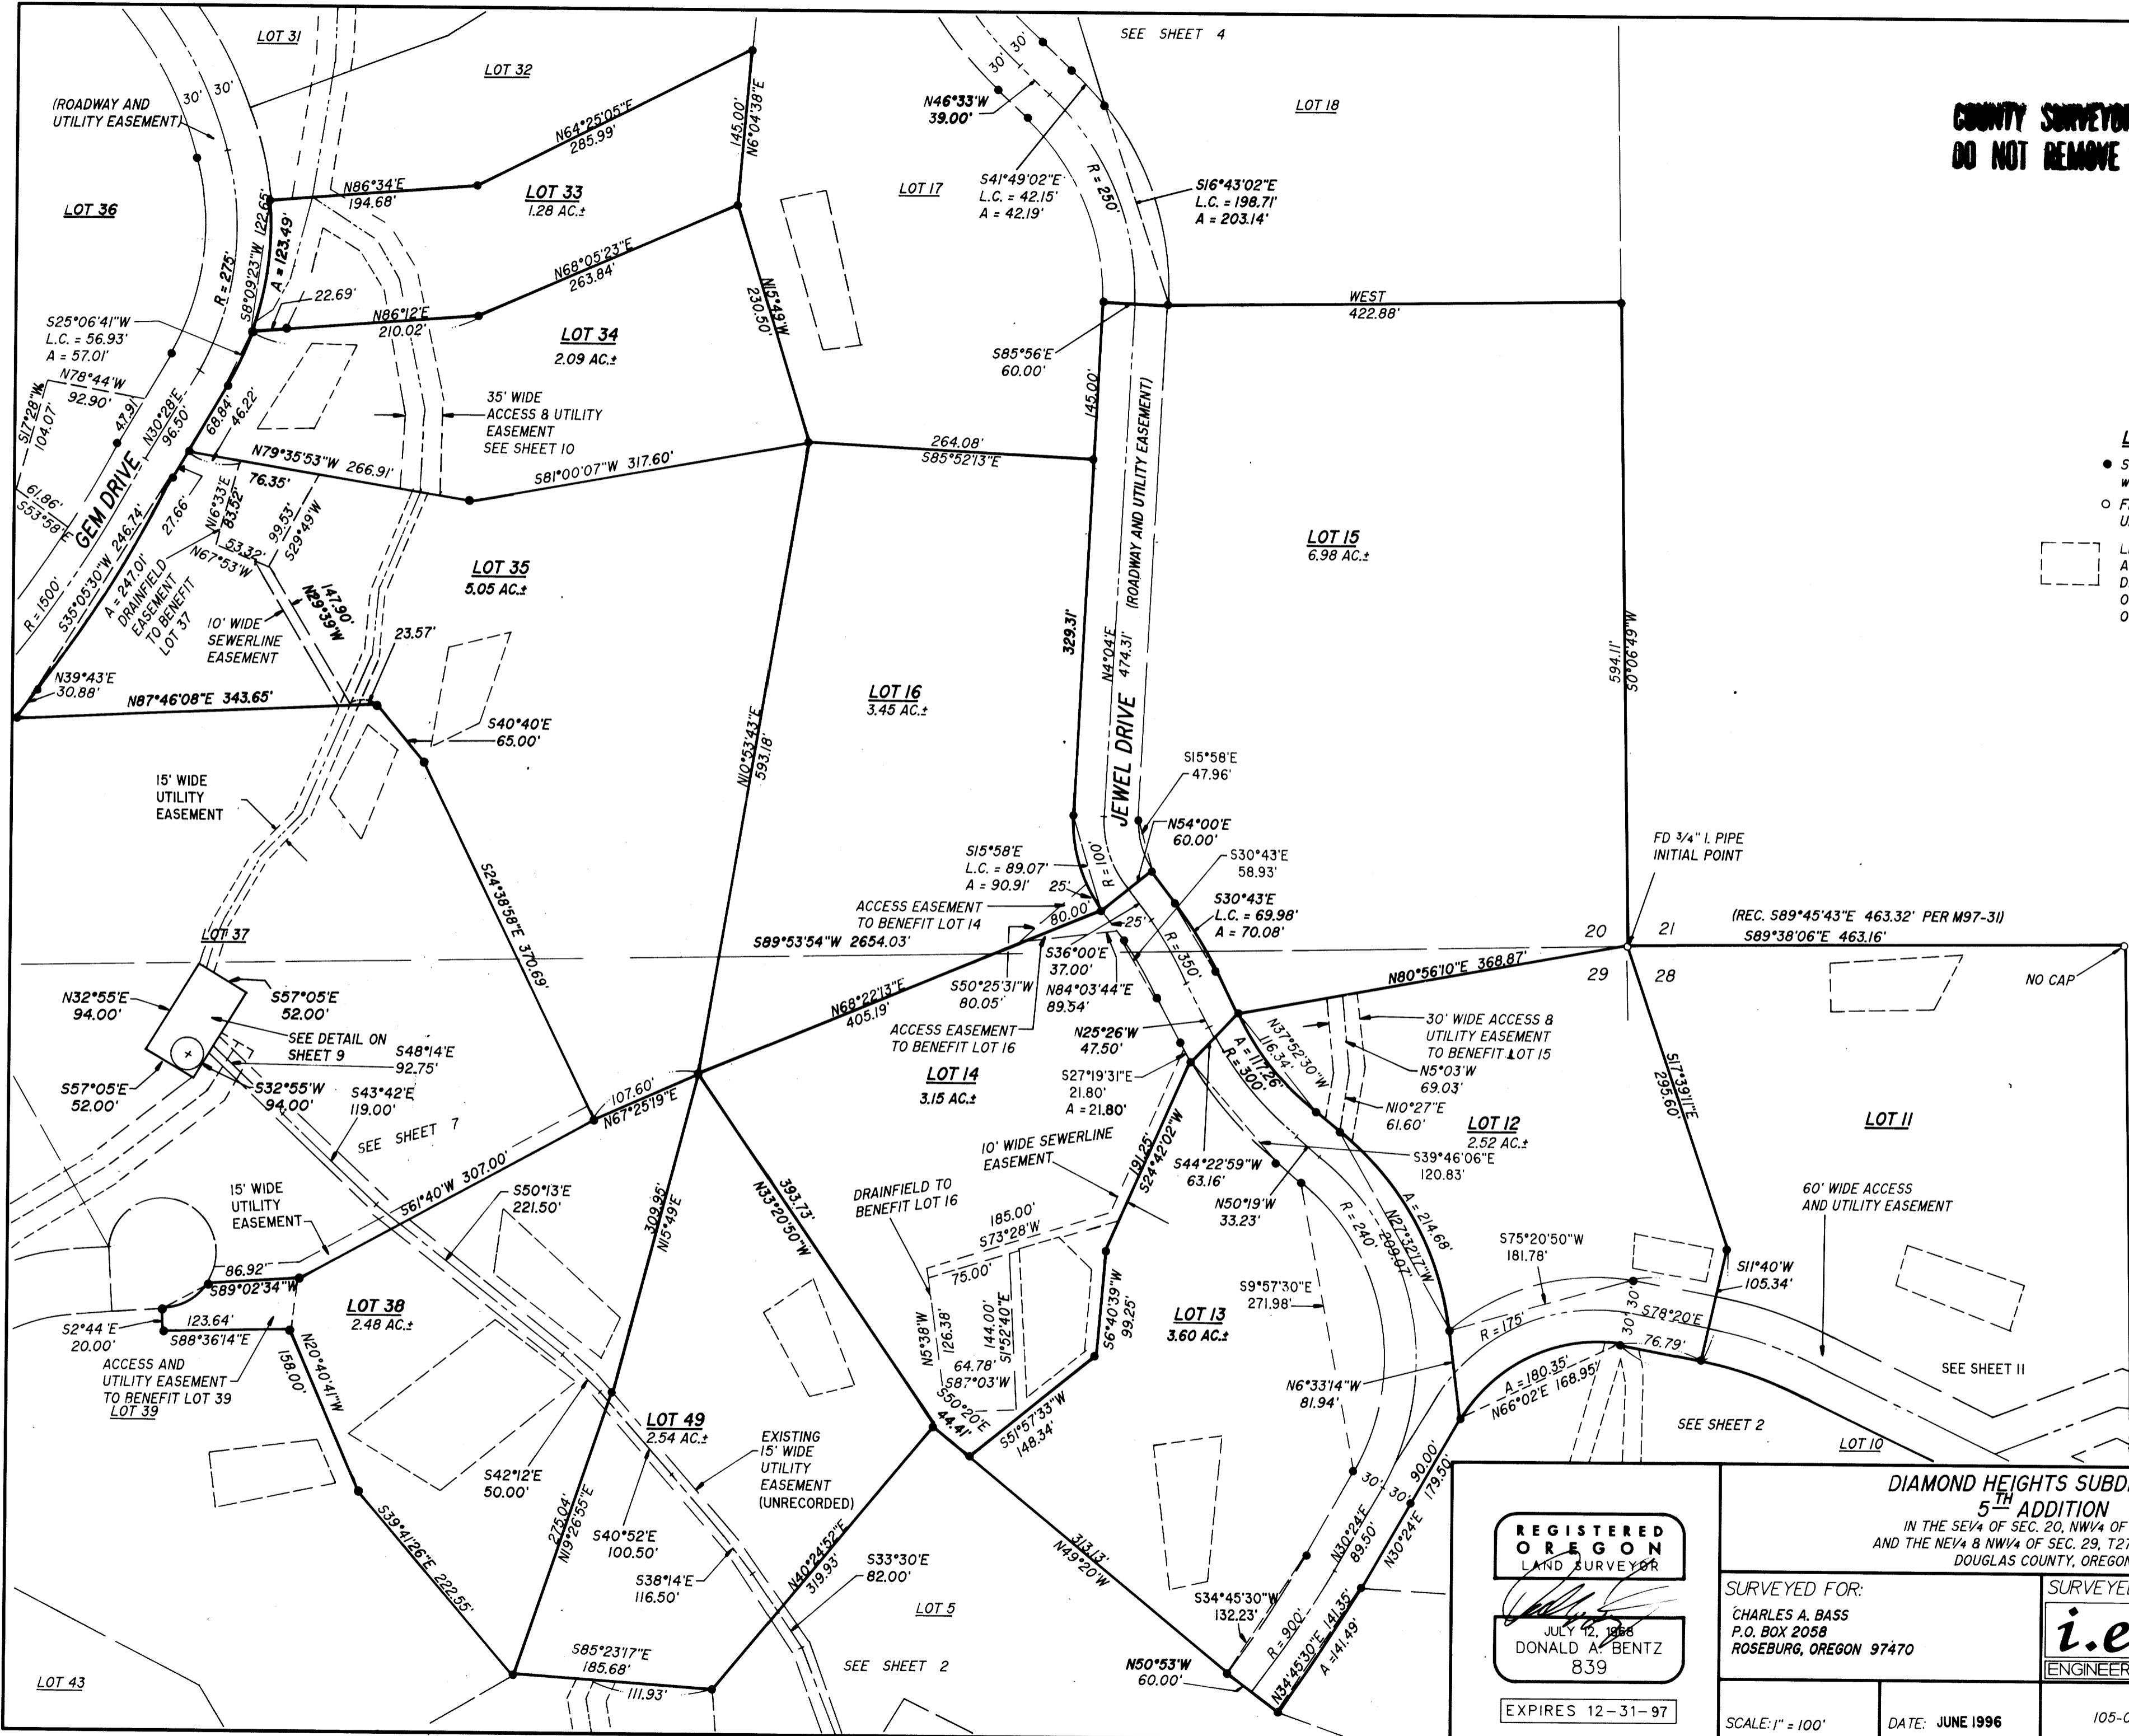 SEE SHEET 4
LOT 31
LOT 32
30' 30'
(ROADWAY AND
UTILITY EASEMENT)
N64°25'05"E
285.99'
145.00'
N6°04'38"E
30' 30'
N46°33'W
39.00'
LOT 18
COUNTY SURVEYOR
DO NOT REMOVE
LOT 36
N86°34'E
194.68'
LOT 33
1.28 AC.±
LOT 17
S41°49'02"E
L.C. = 42.15'
A = 42.19'
R = 250'
S16°43'02"E
L.C. = 198.71'
A = 203.14'
S8°09'23"W 122.65'
A = 123.49'
R = 275'
22.69'
N68°05'23"E
263.84'
N86°12'E
210.02'
N15°49'W
230.50'
WEST
422.88'
S25°06'41"W
L.C. = 56.93'
A = 57.01'
LOT 34
2.09 AC.±
S85°56'E
60.00'
N78°44'W
92.90'
S17°28'W
104.07'
47.91
N30°28'E
96.50'
68.84'
46.22'
35' WIDE
ACCESS & UTILITY
EASEMENT
SEE SHEET 10
145.00'
264.08'
S85°52'13"E
N79°35'53"W 266.91'
76.35'
S81°00'07"W 317.60'
61.86'
S53°58'E
GEM DRIVE
27.66'
N16°33'E
83.52'
99.53'
S29°49'W
53.32'
N67°53'W
R = 1500'
S35°05'30"W 246.74'
A = 247.01'
DRAINFIELD
EASEMENT
TO BENEFIT
LOT 37
10' WIDE
SEWERLINE
EASEMENT
147.90'
N29°39'W
LOT 35
5.05 AC.±
23.57'
(ROADWAY AND UTILITY EASEMENT)
LOT 15
6.98 AC.±
329.31'
N4°04'E 474.31'
JEWEL DRIVE
594.11'
S0°06'49"W
N39°43'E
30.88'
N87°46'08"E 343.65'
LOT 16
3.45 AC.±
S40°40'E
65.00'
N10°53'43"E
593.18'
15' WIDE
UTILITY
EASEMENT
S15°58'E
47.96'
N54°00'E
60.00'
S15°58'E
L.C. = 89.07'
A = 90.91'
R = 100'
25'
S30°43'E
58.93'
FD 3/4" I. PIPE
INITIAL POINT
S24°38'58"E 370.69'
ACCESS EASEMENT
TO BENEFIT LOT 14
80.00'
25'
S30°43'E
L.C. = 69.98'
A = 70.08'
LOT 37
S89°53'54"W 2654.03'
20
21
29
28
(REC. S89°45'43"E 463.32' PER M97-31)
S89°38'06"E 463.16'
NO CAP
S36°00'E
37.00'
R = 350'
N80°56'10"E 368.87'
N32°55'E
94.00'
S57°05'E
52.00'
SEE DETAIL ON
SHEET 9
N68°22'13"E
405.19'
S50°25'31"W
80.05'
N84°03'44"E
89.54'
ACCESS EASEMENT
TO BENEFIT LOT 16
N25°26'W
47.50'
30' WIDE ACCESS &
UTILITY EASEMENT
TO BENEFIT LOT 15
N37°52'30"W
116.34'
A = 117.26'
R = 300'
N5°03'W
69.03'
S57°05'E
52.00'
S32°55'W
94.00'
S48°14'E
92.75'
S43°42'E
119.00'
LOT 14
3.15 AC.±
S27°19'31"E
21.80'
A = 21.80'
N10°27'E
61.60'
LOT 12
2.52 AC.±
S17°39'11"E
295.60'
LOT 11
SEE SHEET 7
107.60'
N67°25'19"E
10' WIDE SEWERLINE
EASEMENT
191.25'
S24°42'02"W
S44°22'59"W
63.16'
S39°46'06"E
120.83'
S61°40'W 307.00'
15' WIDE
UTILITY
EASEMENT
S50°13'E
221.50'
309.95'
N15°49'E
393.73'
N33°20'50"W
DRAINFIELD TO
BENEFIT LOT 16
185.00'
S73°28'W
75.00'
N50°19'W
33.23'
R = 240'
N27°32'17"W
209.07'
A = 214.68'
60' WIDE ACCESS
AND UTILITY EASEMENT
S75°20'50"W
181.78'
S11°40'W
105.34'
86.92'
S89°02'34"W
LOT 38
2.48 AC.±
N5°38'W
126.38'
144.00'
S1°52'40"E
64.78'
S87°03'W
S6°40'39"W
99.25'
LOT 13
3.60 AC.±
S9°57'30"E
271.98'
R = 175'
30' 30'
S78°20'E
76.79'
S2°44'E
20.00'
123.64'
S88°36'14"E
ACCESS AND
UTILITY EASEMENT
TO BENEFIT LOT 39
LOT 39
N20°40'41"W
158.00'
SEE SHEET 11
N6°33'14"W
81.94'
A = 180.35'
N66°02'E 168.95'
SEE SHEET 2
LOT 10
S50°20'E
44.41'
S51°57'33"W
148.34'
LOT 49
2.54 AC.±
EXISTING
15' WIDE
UTILITY
EASEMENT
(UNRECORDED)
S42°12'E
50.00'
275.04'
N19°26'55"E
S40°52'E
100.50'
S39°41'26"E 222.55'
S38°14'E
116.50'
N40°24'52"E
319.93'
S33°30'E
82.00'
313.13'
N49°20'W
30' 30'
90.00'
179.50'
N30°24'E
N30°24'E
89.50'
S34°45'30"W
132.23'
R = 900'
N34°45'30"E 141.35'
A = 141.49'
N50°53'W
60.00'
LOT 5
SEE SHEET 2
S85°23'17"E
185.68'
111.93'
LOT 43
REGISTERED
OREGON
LAND SURVEYOR
JULY 12, 1968
DONALD A. BENTZ
839
EXPIRES 12-31-97
DIAMOND HEIGHTS SUBD
5TH ADDITION
IN THE SE1/4 OF SEC. 20, NW1/4 OF
AND THE NE1/4 & NW1/4 OF SEC. 29, T27
DOUGLAS COUNTY, OREGON
SURVEYED FOR:
CHARLES A. BASS
P.O. BOX 2058
ROSEBURG, OREGON 97470
SURVEYE
i.e
ENGINEER
SCALE: 1" = 100'
DATE: JUNE 1996
105-0